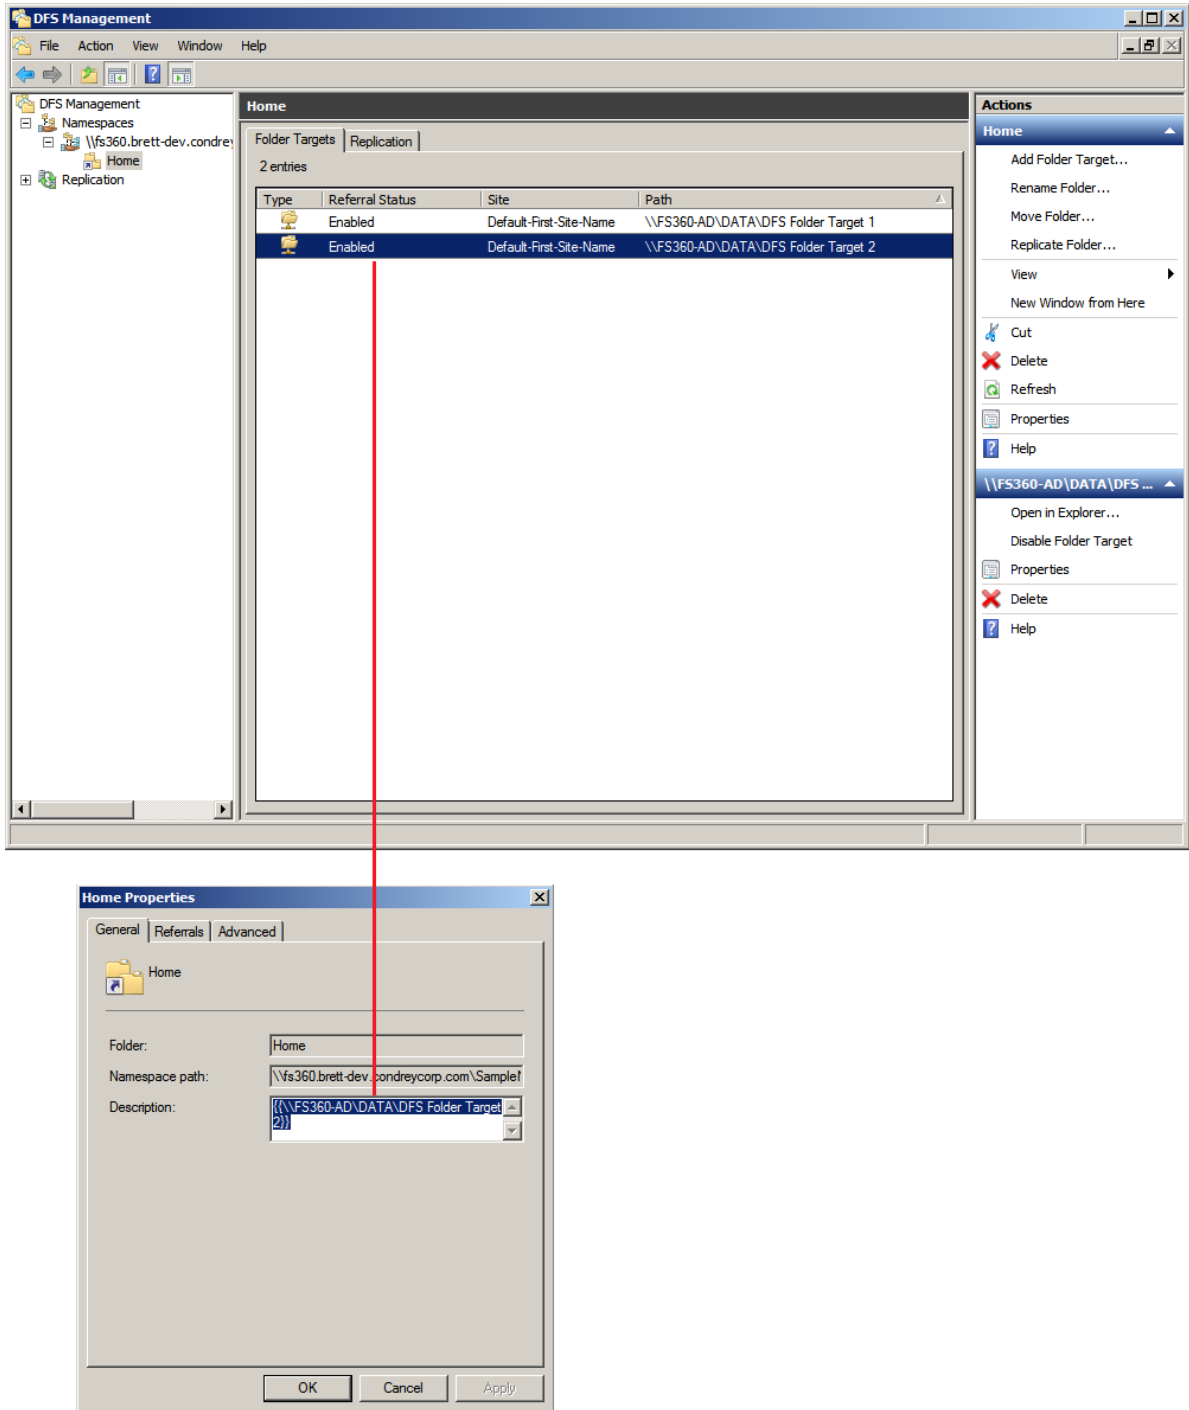 DFS Management
File Action View Window Help
DFS Management
Namespaces
\\fs360.brett-dev.condrey
Home
Replication
Home
Folder Targets Replication
2 entries
Type Referral Status Site Path
Enabled Default-First-Site-Name \\FS360-AD\DATA\DFS Folder Target 1
Enabled Default-First-Site-Name \\FS360-AD\DATA\DFS Folder Target 2
Actions
Home
Add Folder Target...
Rename Folder...
Move Folder...
Replicate Folder...
View
New Window from Here
Cut
Delete
Refresh
Properties
Help
\\FS360-AD\DATA\DFS ...
Open in Explorer...
Disable Folder Target
Properties
Delete
Help
Home Properties
General Referrals Advanced
Home
Folder: Home
Namespace path: \\fs360.brett-dev.condreycorp.com\Sample
Description: {{\\FS360-AD\DATA\DFS Folder Target
2}}
OK Cancel Apply